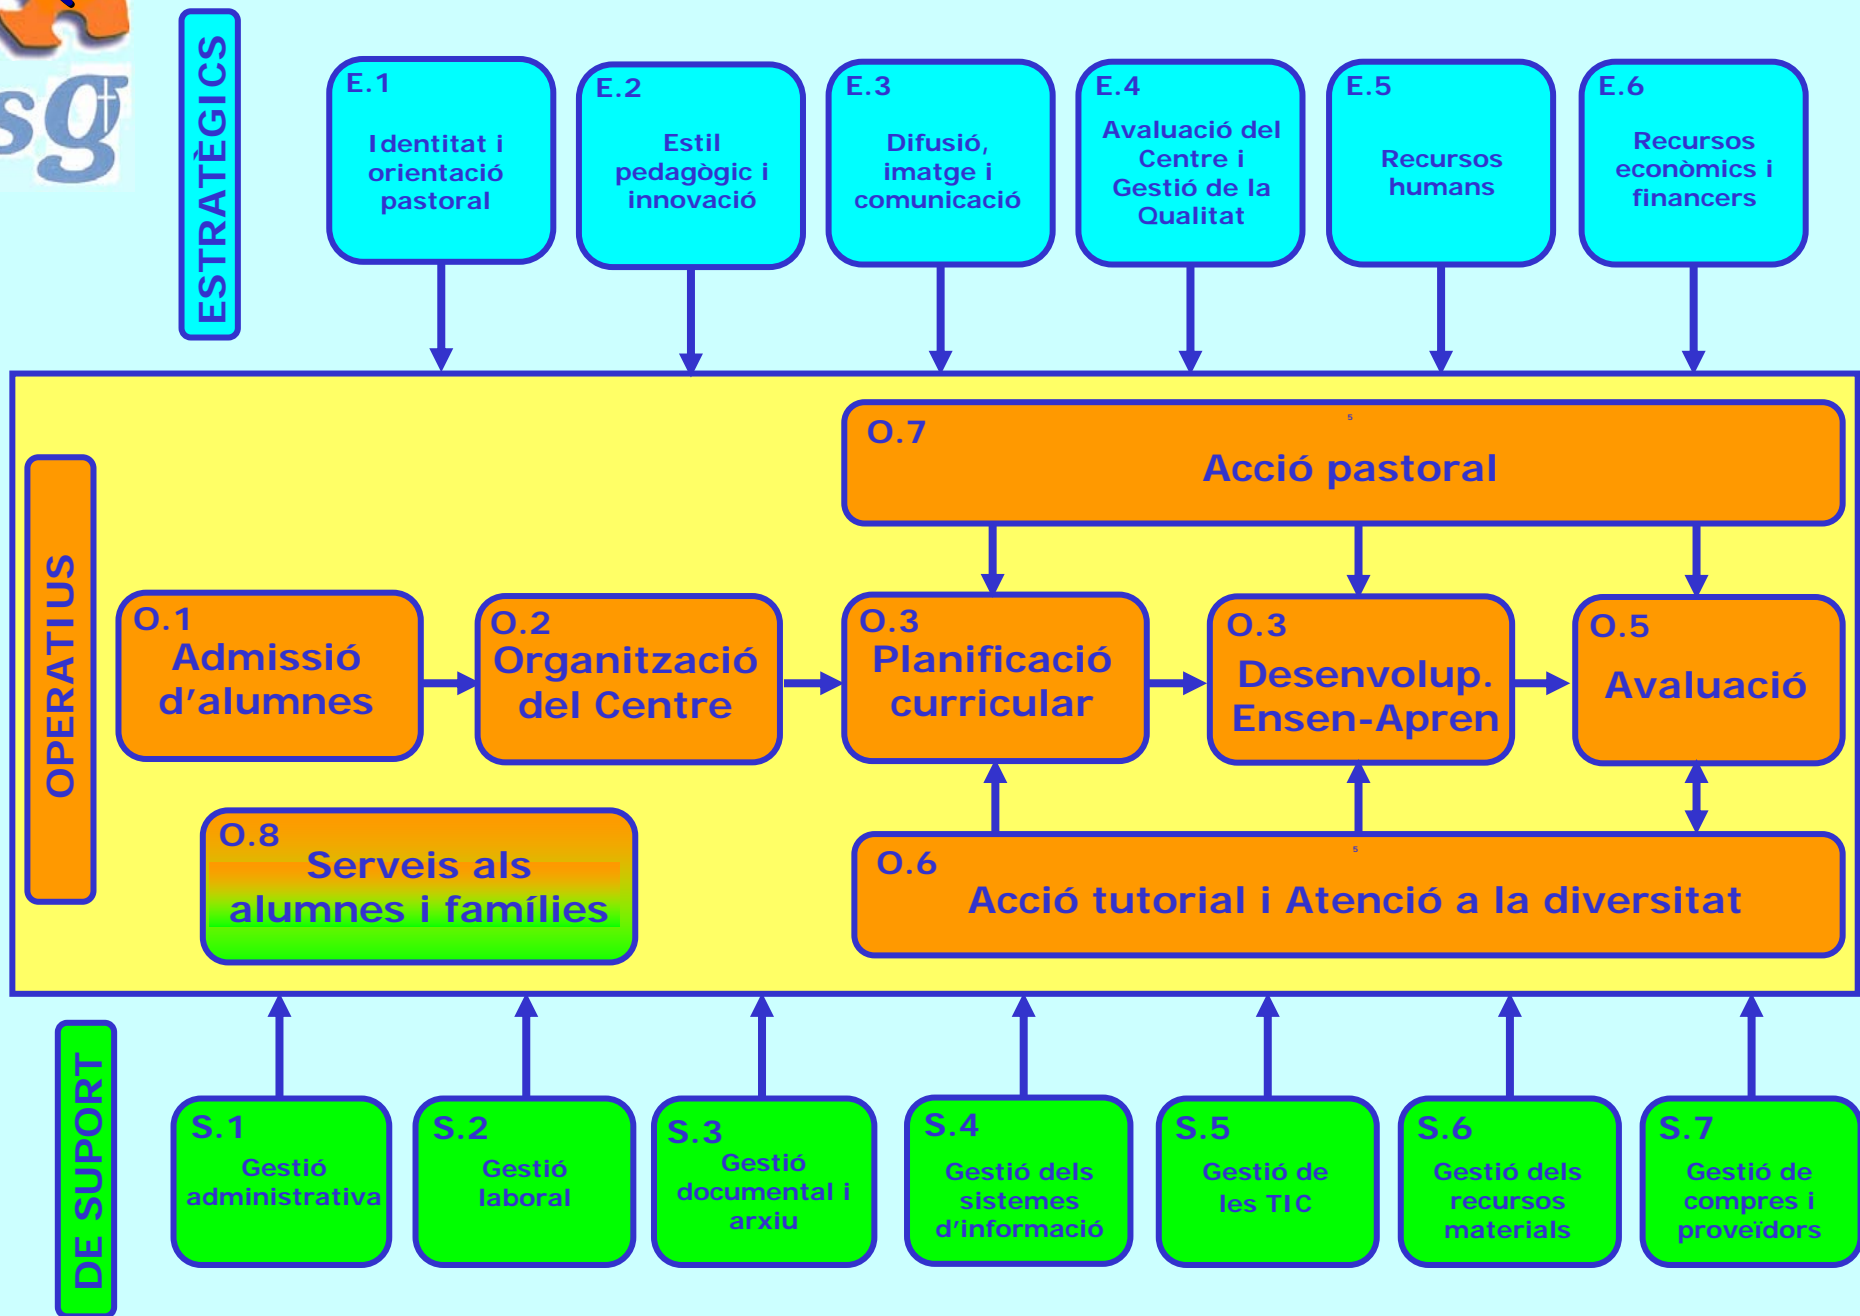 sg
ESTRATÈGICS
E.1
Identitat i
orientació
pastoral
E.2
Estil
pedagògic i
innovació
E.3
Difusió,
imatge i
comunicació
E.4
Avaluació del
Centre i
Gestió de la
Qualitat
E.5
Recursos
humans
E.6
Recursos
econòmics i
financers
OPERATIUS
5
O.7
Acció pastoral
O.1
Admissió
d'alumnes
O.2
Organització
del Centre
O.3
Planificació
curricular
O.3
Desenvolup.
Ensen-Apren
O.5
Avaluació
O.8
Serveis als
alumnes i famílies
5
O.6
Acció tutorial i Atenció a la diversitat
DE SUPORT
S.1
Gestió
administrativa
S.2
Gestió
laboral
S.3
Gestió
documental i
arxiu
S.4
Gestió dels
sistemes
d'informació
S.5
Gestió de
les TIC
S.6
Gestió dels
recursos
materials
S.7
Gestió de
compres i
proveïdors